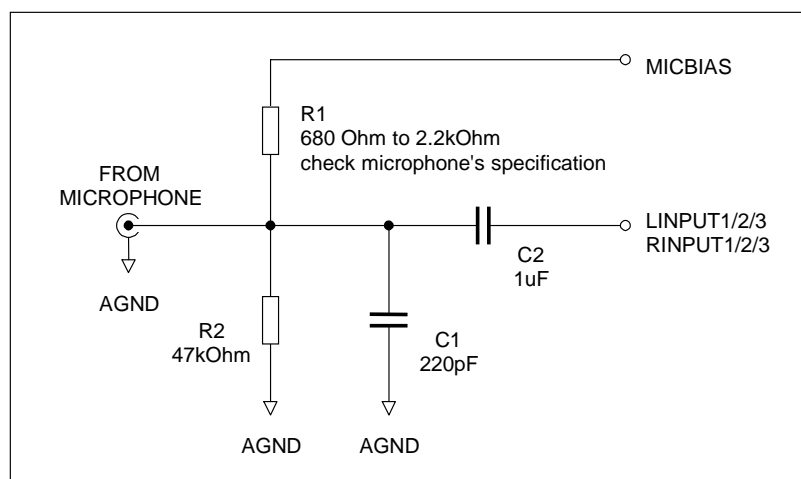 MICBIAS
R1
680 Ohm to 2.2kOhm
check microphone's specification
FROM
MICROPHONE
LINPUT1/2/3
RINPUT1/2/3
C2
1uF
AGND
R2
47kOhm
C1
220pF
AGND
AGND